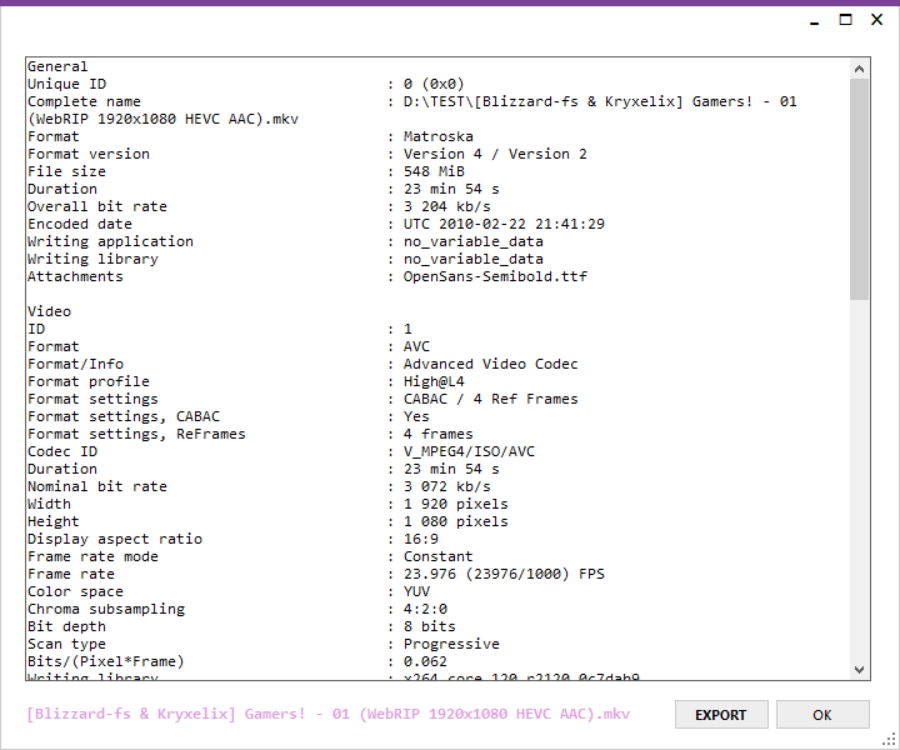 General
Unique ID : 0 (0x0)
Complete name : D:\TEST\[Blizzard-fs & Kryxelix] Gamers! - 01
(WebRIP 1920x1080 HEVC AAC).mkv
Format : Matroska
Format version : Version 4 / Version 2
File size : 548 MiB
Duration : 23 min 54 s
Overall bit rate : 3 204 kb/s
Encoded date : UTC 2010-02-22 21:41:29
Writing application : no_variable_data
Writing library : no_variable_data
Attachments : OpenSans-Semibold.ttf
Video
ID : 1
Format : AVC
Format/Info : Advanced Video Codec
Format profile : High@L4
Format settings : CABAC / 4 Ref Frames
Format settings, CABAC : Yes
Format settings, ReFrames : 4 frames
Codec ID : V_MPEG4/ISO/AVC
Duration : 23 min 54 s
Nominal bit rate : 3 072 kb/s
Width : 1 920 pixels
Height : 1 080 pixels
Display aspect ratio : 16:9
Frame rate mode : Constant
Frame rate : 23.976 (23976/1000) FPS
Color space : YUV
Chroma subsampling : 4:2:0
Bit depth : 8 bits
Scan type : Progressive
Bits/(Pixel*Frame) : 0.062
Writing library : x264 core 120 r2120 0c7dab9
[Blizzard-fs & Kryxelix] Gamers! - 01 (WebRIP 1920x1080 HEVC AAC).mkv
EXPORT
OK